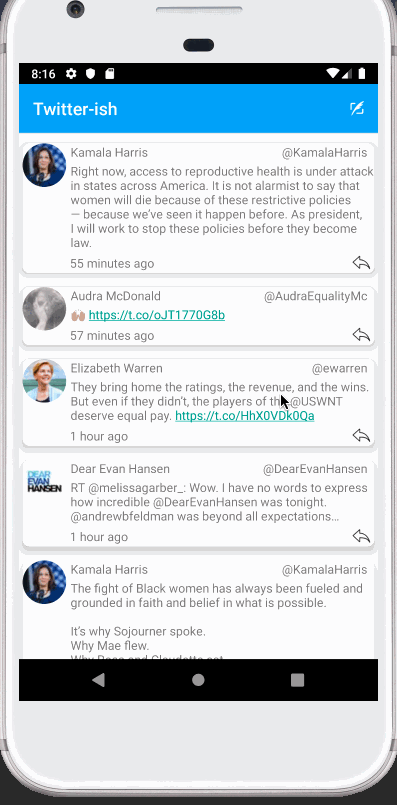 8:16
Twitter-ish
Kamala Harris @KamalaHarris
Right now, access to reproductive health is under attack
in states across America. It is not alarmist to say that
women will die because of these restrictive policies
— because we've seen it happen before. As president,
I will work to stop these policies before they become
law.
55 minutes ago
Audra McDonald @AudraEqualityMc
🙌🏽 https://t.co/oJT1770G8b
57 minutes ago
Elizabeth Warren @ewarren
They bring home the ratings, the revenue, and the wins.
But even if they didn't, the players of the @USWNT
deserve equal pay. https://t.co/HhX0VDk0Qa
1 hour ago
DEAR
EVAN
HANSEN
Dear Evan Hansen @DearEvanHansen
RT @melissagarber_: Wow. I have no words to express
how incredible @DearEvanHansen was tonight.
@andrewbfeldman was beyond all expectations…
1 hour ago
Kamala Harris @KamalaHarris
The fight of Black women has always been fueled and
grounded in faith and belief in what is possible.
It's why Sojourner spoke.
Why Mae flew.